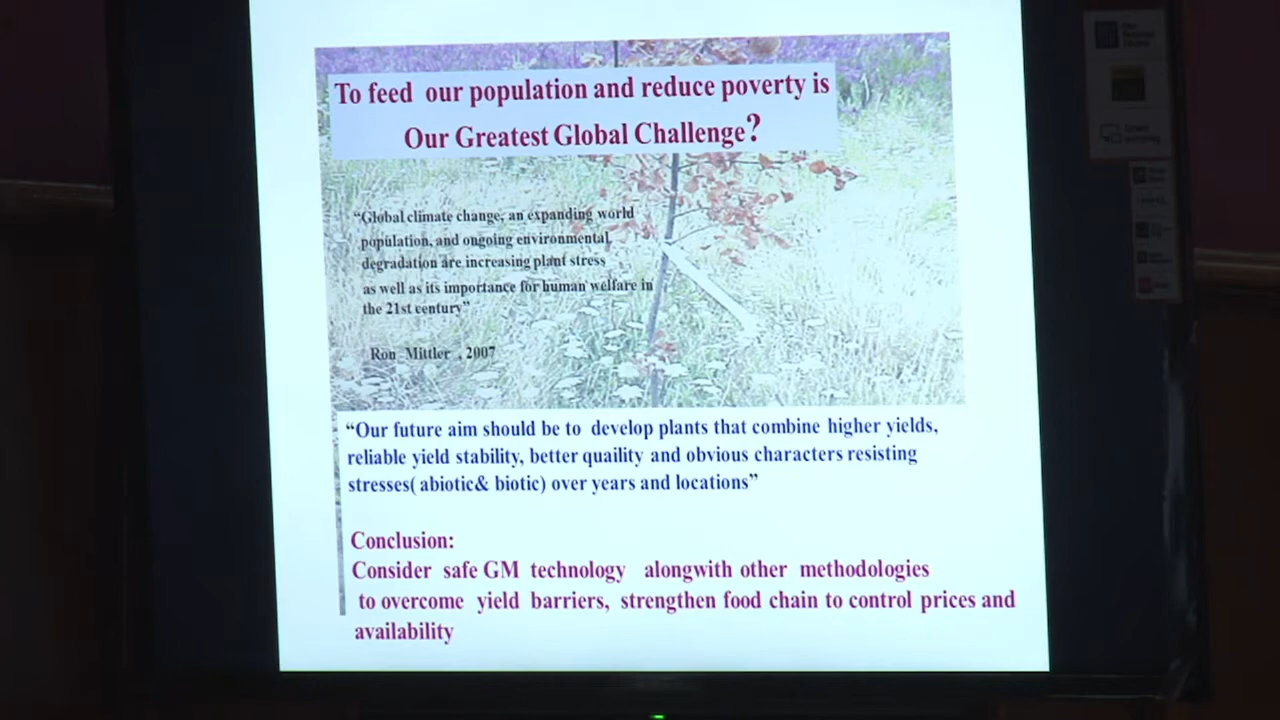 To feed our population and reduce poverty is
Our Greatest Global Challenge?
“Global climate change, an expanding world
population, and ongoing environmental
degradation are increasing plant stress
as well as its importance for human welfare in
the 21st century”
Ron Mittler , 2007
“Our future aim should be to develop plants that combine higher yields,
reliable yield stability, better quaility and obvious characters resisting
stresses( abiotic& biotic) over years and locations”
Conclusion:
Consider safe GM technology alongwith other methodologies
to overcome yield barriers, strengthen food chain to control prices and
availability